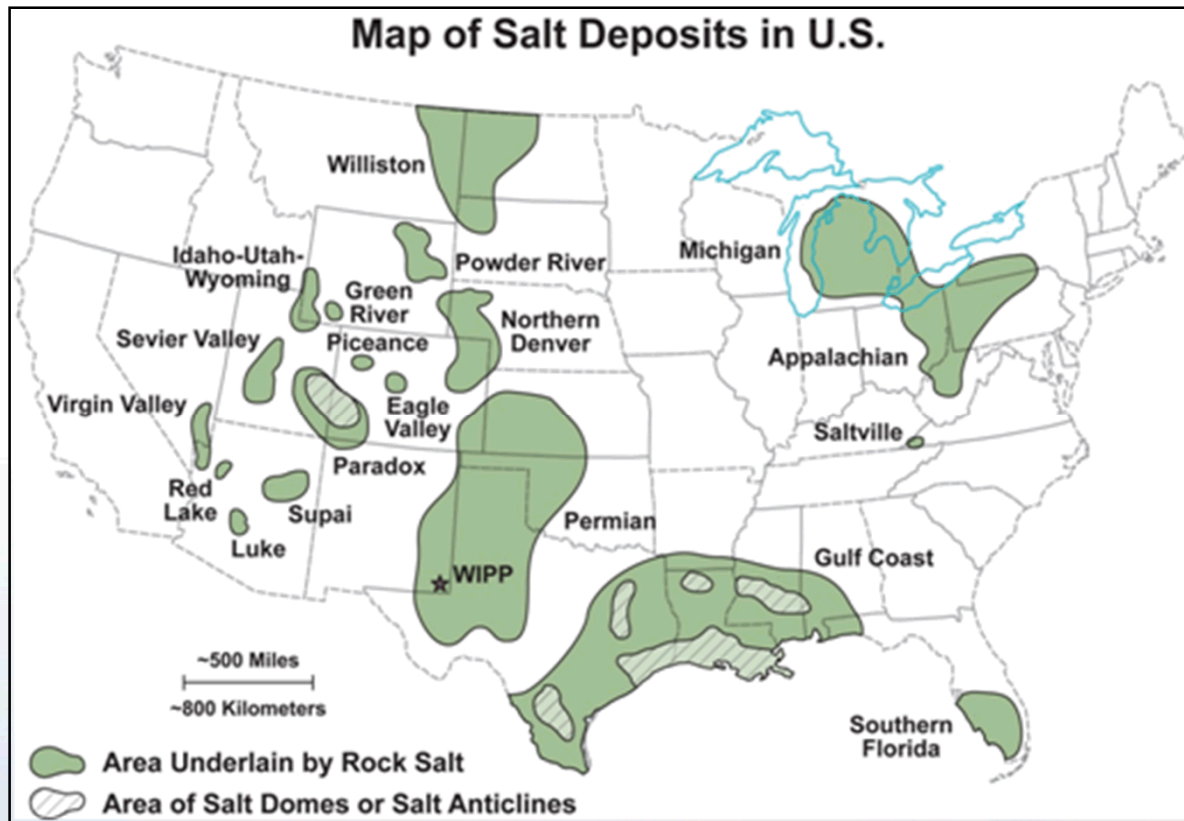 Map of Salt Deposits in U.S.
Williston
Michigan
Idaho-Utah-
Wyoming
Powder River
Green
River
Northern
Denver
Sevier Valley
Piceance
Appalachian
Virgin Valley
Eagle
Valley
Saltville
Paradox
Red
Lake
Supai
Permian
Luke
Gulf Coast
WIPP
~500 Miles
~800 Kilometers
Southern
Florida
Area Underlain by Rock Salt
Area of Salt Domes or Salt Anticlines